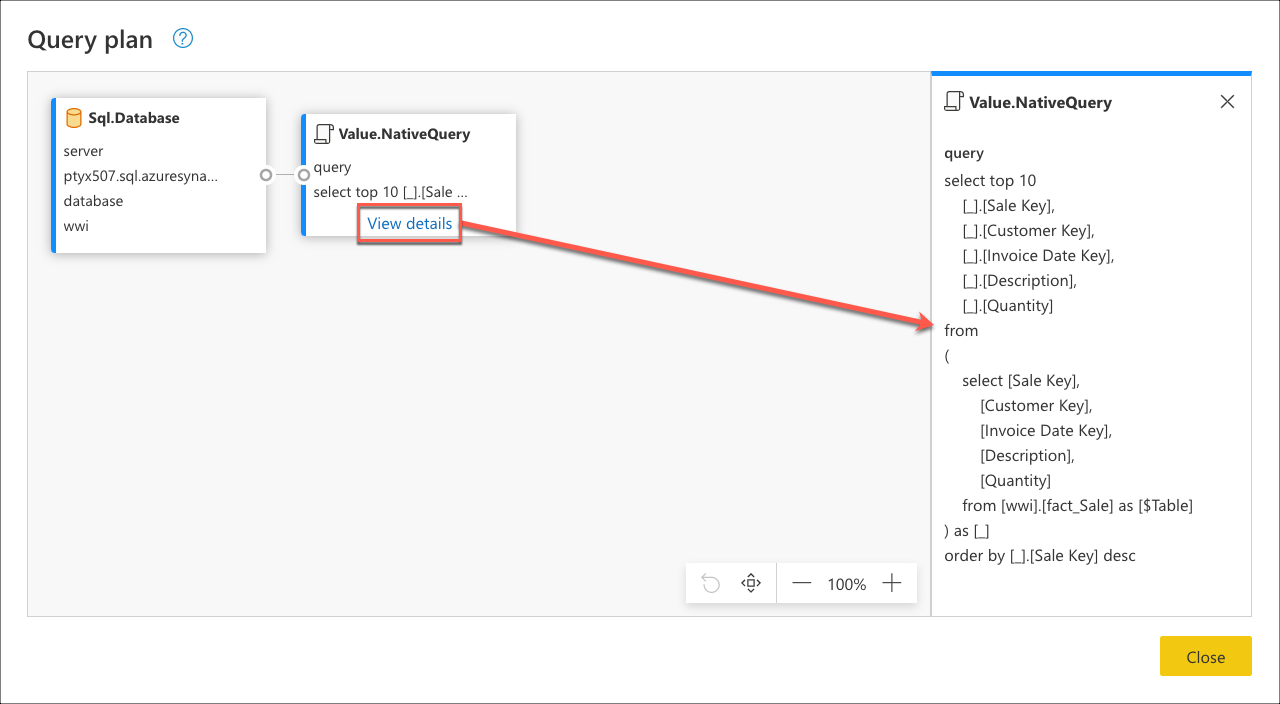 Query plan
Sql.Database
server
ptyx507.sql.azuresyna...
database
wwi
Value.NativeQuery
query
select top 10 [_].[Sale ...
View details
Value.NativeQuery
query
select top 10
[_].[Sale Key],
[_].[Customer Key],
[_].[Invoice Date Key],
[_].[Description],
[_].[Quantity]
from
(
select [Sale Key],
[Customer Key],
[Invoice Date Key],
[Description],
[Quantity]
from [wwi].[fact_Sale] as [$Table]
) as [_]
order by [_].[Sale Key] desc
100%
Close